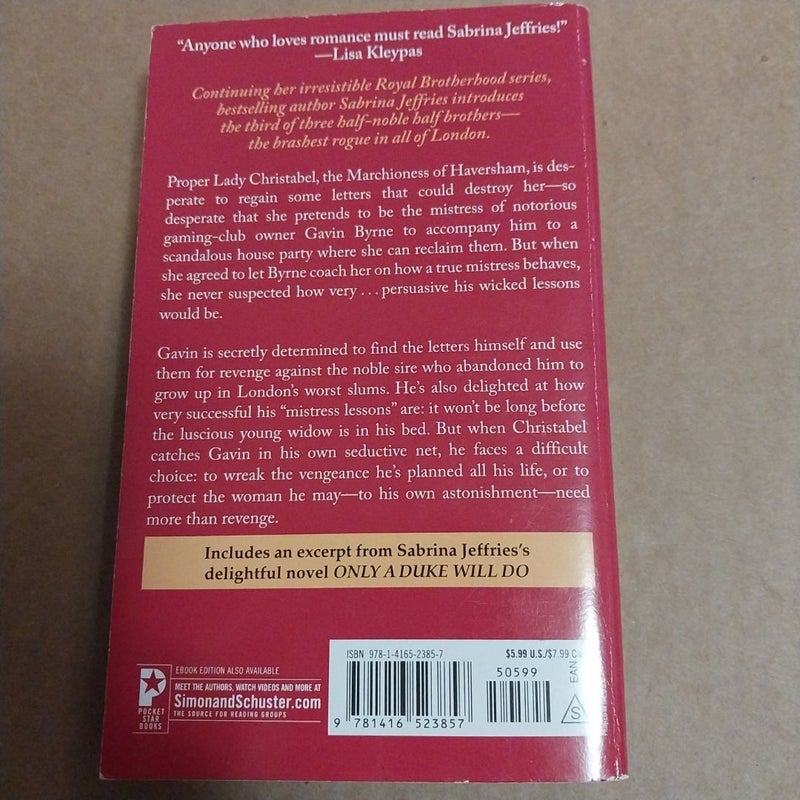 “Anyone who loves romance must read Sabrina Jeffries!”
—Lisa Kleypas
Continuing her irresistible Royal Brotherhood series,
bestselling author Sabrina Jeffries introduces
the third of three half-noble half brothers—
the brashest rogue in all of London.
Proper Lady Christabel, the Marchioness of Haversham, is des-
perate to regain some letters that could destroy her—so
desperate that she pretends to be the mistress of notorious
gaming-club owner Gavin Byrne to accompany him to a
scandalous house party where she can reclaim them. But when
she agreed to let Byrne coach her on how a true mistress behaves,
she never suspected how very . . . persuasive his wicked lessons
would be.
Gavin is secretly determined to find the letters himself and use
them for revenge against the noble sire who abandoned him to
grow up in London’s worst slums. He’s also delighted at how
very successful his “mistress lessons” are: it won’t be long before
the luscious young widow is in his bed. But when Christabel
catches Gavin in his own seductive net, he faces a difficult
choice: to wreak the vengeance he’s planned all his life, or to
protect the woman he may—to his own astonishment—need
more than revenge.
Includes an excerpt from Sabrina Jeffries’s
delightful novel ONLY A DUKE WILL DO
P
POCKET
STAR
BOOKS
EBOOK EDITION ALSO AVAILABLE
MEET THE AUTHORS, WATCH VIDEOS AND MORE AT
SimonandSchuster.com
THE SOURCE FOR READING GROUPS
ISBN 978-1-4165-2385-7
$5.99 U.S./$7.99 C
50599
9 781416 523857
EAN
S